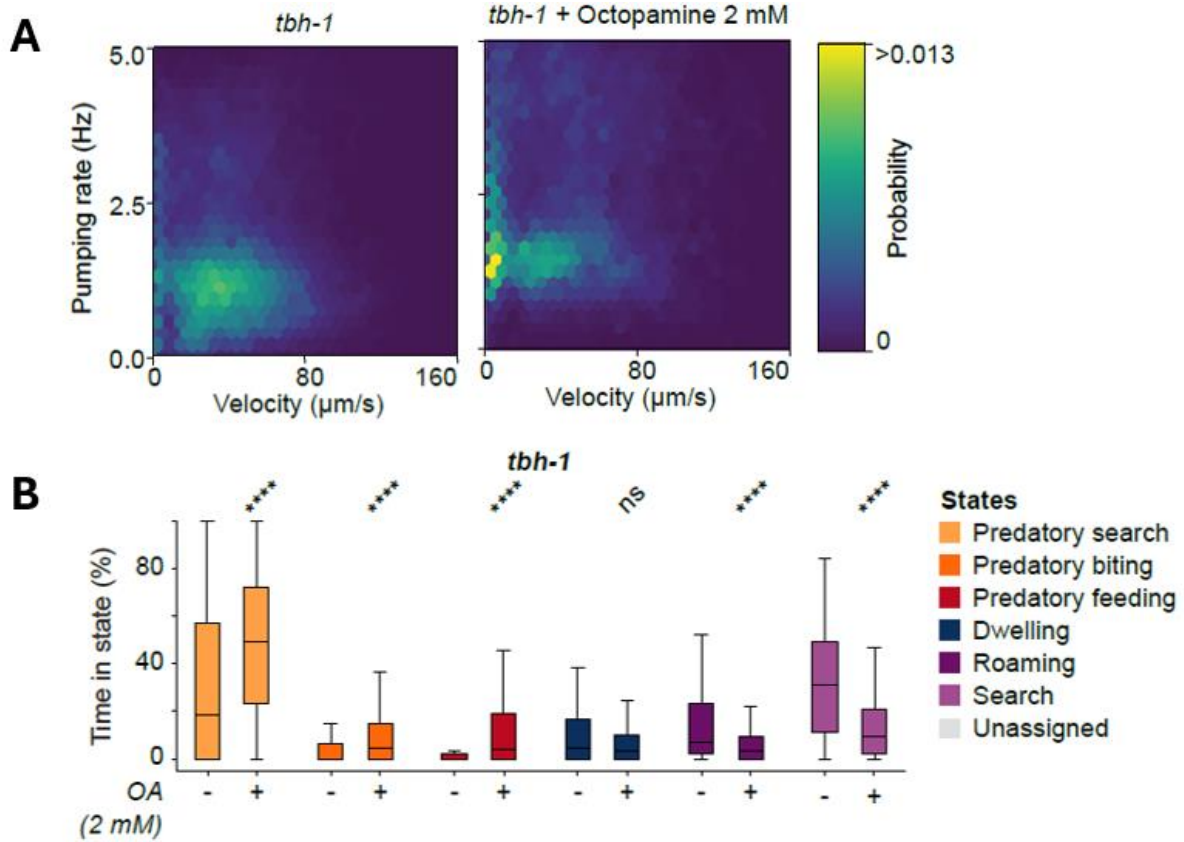 A
tbh-1
tbh-1 + Octopamine 2 mM
5.0
2.5
0.0
Pumping rate (Hz)
0 80 160
Velocity (µm/s)
0 80 160
Velocity (µm/s)
>0.013
0
Probability
B
tbh-1
**** **** **** ns **** ****
Time in state (%)
80
40
0
OA - + - + - + - + - + - +
(2 mM)
States
Predatory search
Predatory biting
Predatory feeding
Dwelling
Roaming
Search
Unassigned